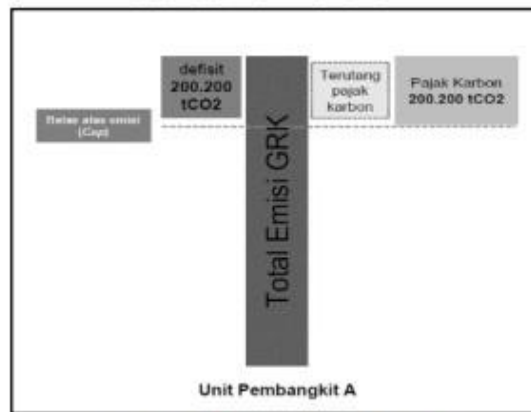 defisit
200.200
tCO2
Terutang
pajak
karbon
Pajak Karbon
200.200 tCO2
Batas atas emisi
(Cap)
Total Emisi GRK
Unit Pembangkit A